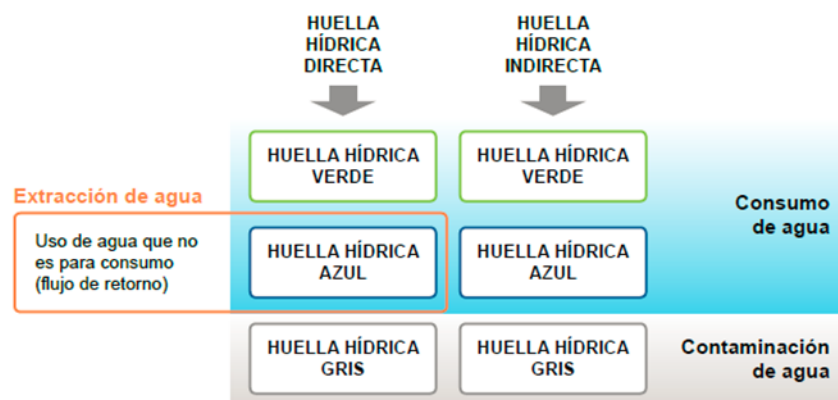 HUELLA
HÍDRICA
DIRECTA
HUELLA
HÍDRICA
INDIRECTA
HUELLA HÍDRICA
VERDE
HUELLA HÍDRICA
VERDE
Extracción de agua
Consumo
de agua
Uso de agua que no
es para consumo
(flujo de retorno)
HUELLA HÍDRICA
AZUL
HUELLA HÍDRICA
AZUL
HUELLA HÍDRICA
GRIS
HUELLA HÍDRICA
GRIS
Contaminación
de agua